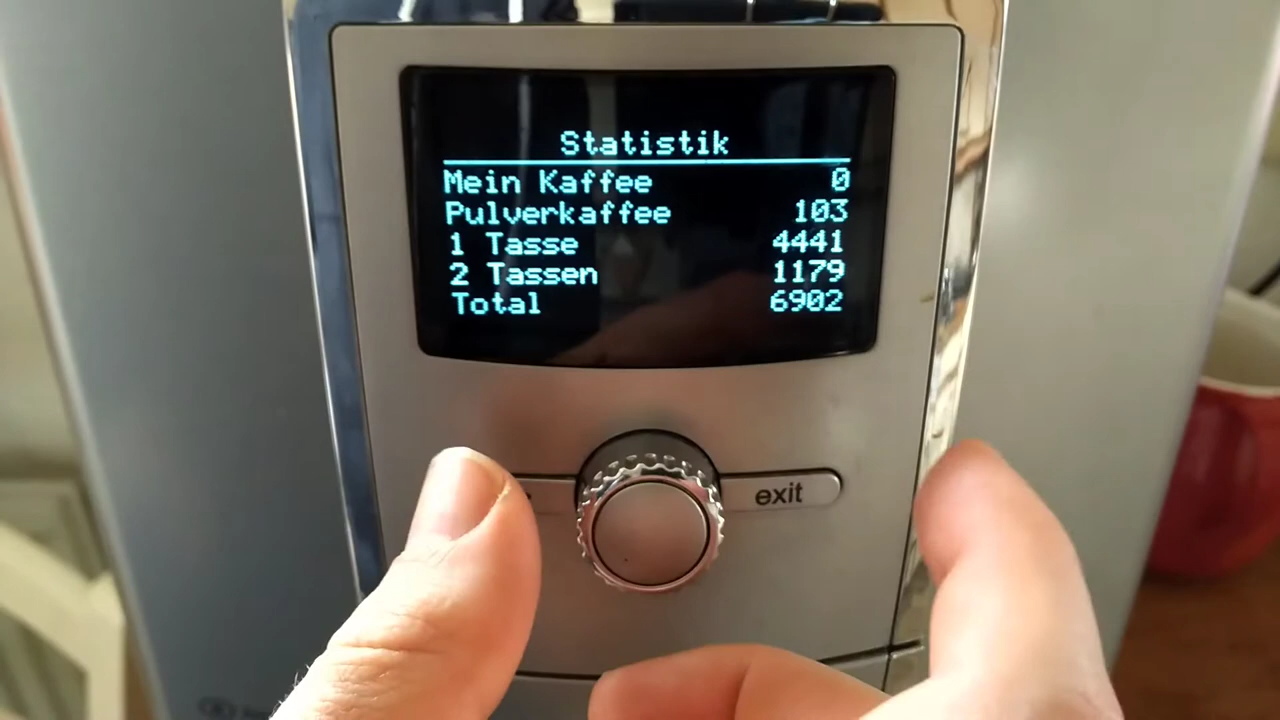 Statistik
Mein Kaffee 0
Pulverkaffee 103
1 Tasse 4441
2 Tassen 1179
Total 6902
exit